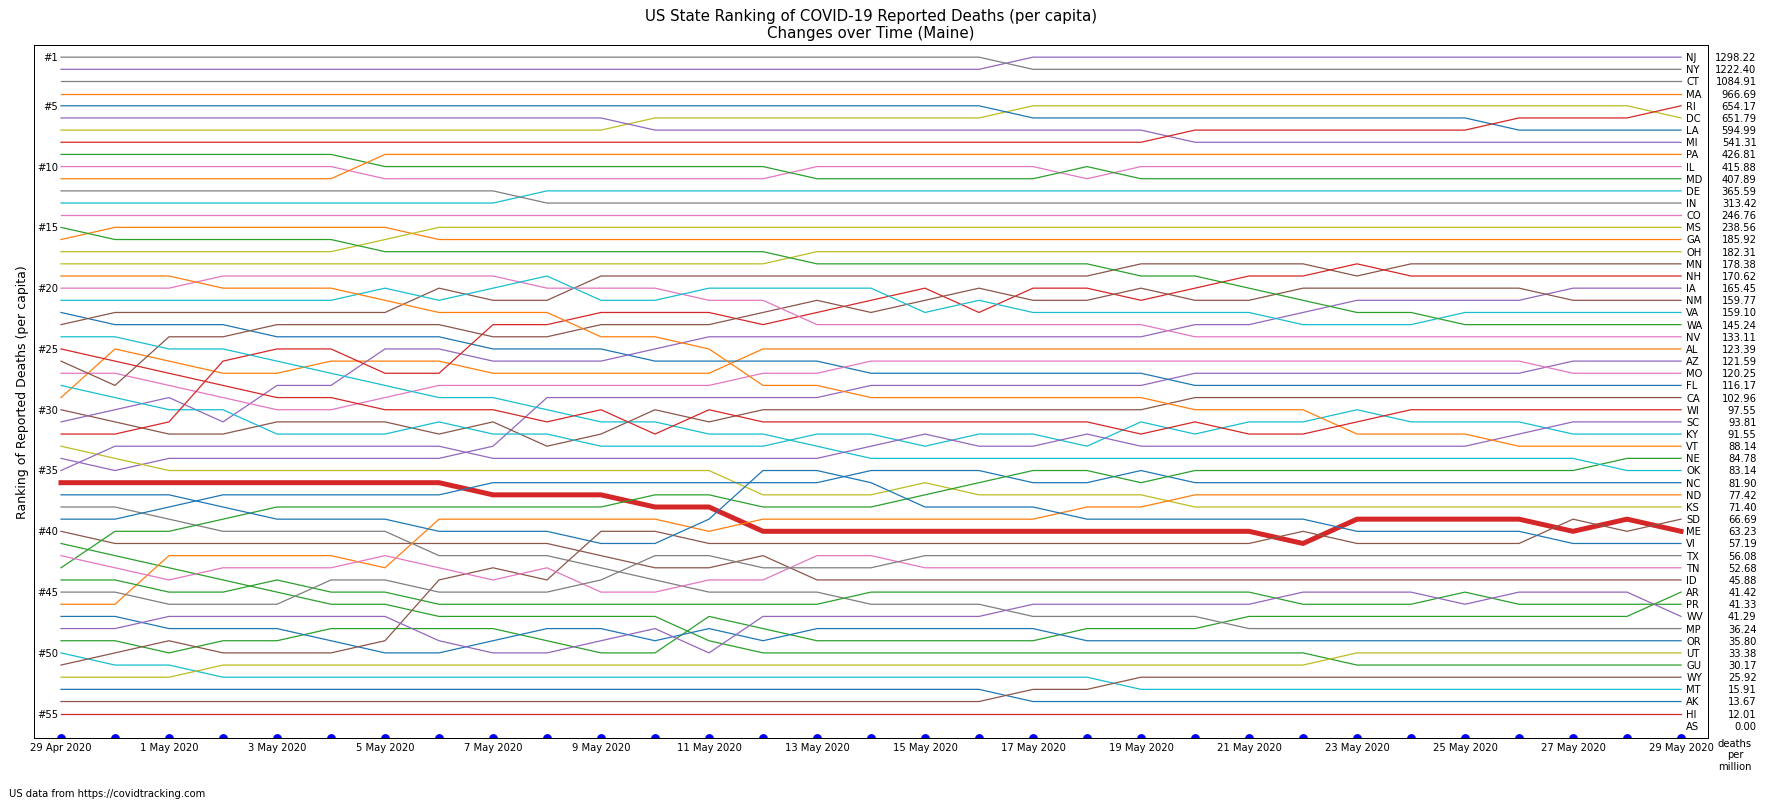 US State Ranking of COVID-19 Reported Deaths (per capita)
Changes over Time (Maine)
Ranking of Reported Deaths (per capita)
#1
#5
#10
#15
#20
#25
#30
#35
#40
#45
#50
#55
NJ 1298.22
NY 1222.40
CT 1084.91
MA 966.69
RI 654.17
DC 651.79
LA 594.99
MI 541.31
PA 426.81
IL 415.88
MD 407.89
DE 365.59
IN 313.42
CO 246.76
MS 238.56
GA 185.92
OH 182.31
MN 178.38
NH 170.62
IA 165.45
NM 159.77
VA 159.10
WA 145.24
NV 133.11
AL 123.39
AZ 121.59
MO 120.25
FL 116.17
CA 102.96
WI 97.55
SC 93.81
KY 91.55
VT 88.14
NE 84.78
OK 83.14
NC 81.90
ND 77.42
KS 71.40
SD 66.69
ME 63.23
VI 57.19
TX 56.08
TN 52.68
ID 45.88
AR 41.42
PR 41.33
WV 41.29
MP 36.24
OR 35.80
UT 33.38
GU 30.17
WY 25.92
MT 15.91
AK 13.67
HI 12.01
AS 0.00
29 Apr 2020 1 May 2020 3 May 2020 5 May 2020 7 May 2020 9 May 2020 11 May 2020 13 May 2020 15 May 2020 17 May 2020 19 May 2020 21 May 2020 23 May 2020 25 May 2020 27 May 2020 29 May 2020
deaths
per
million
US data from https://covidtracking.com